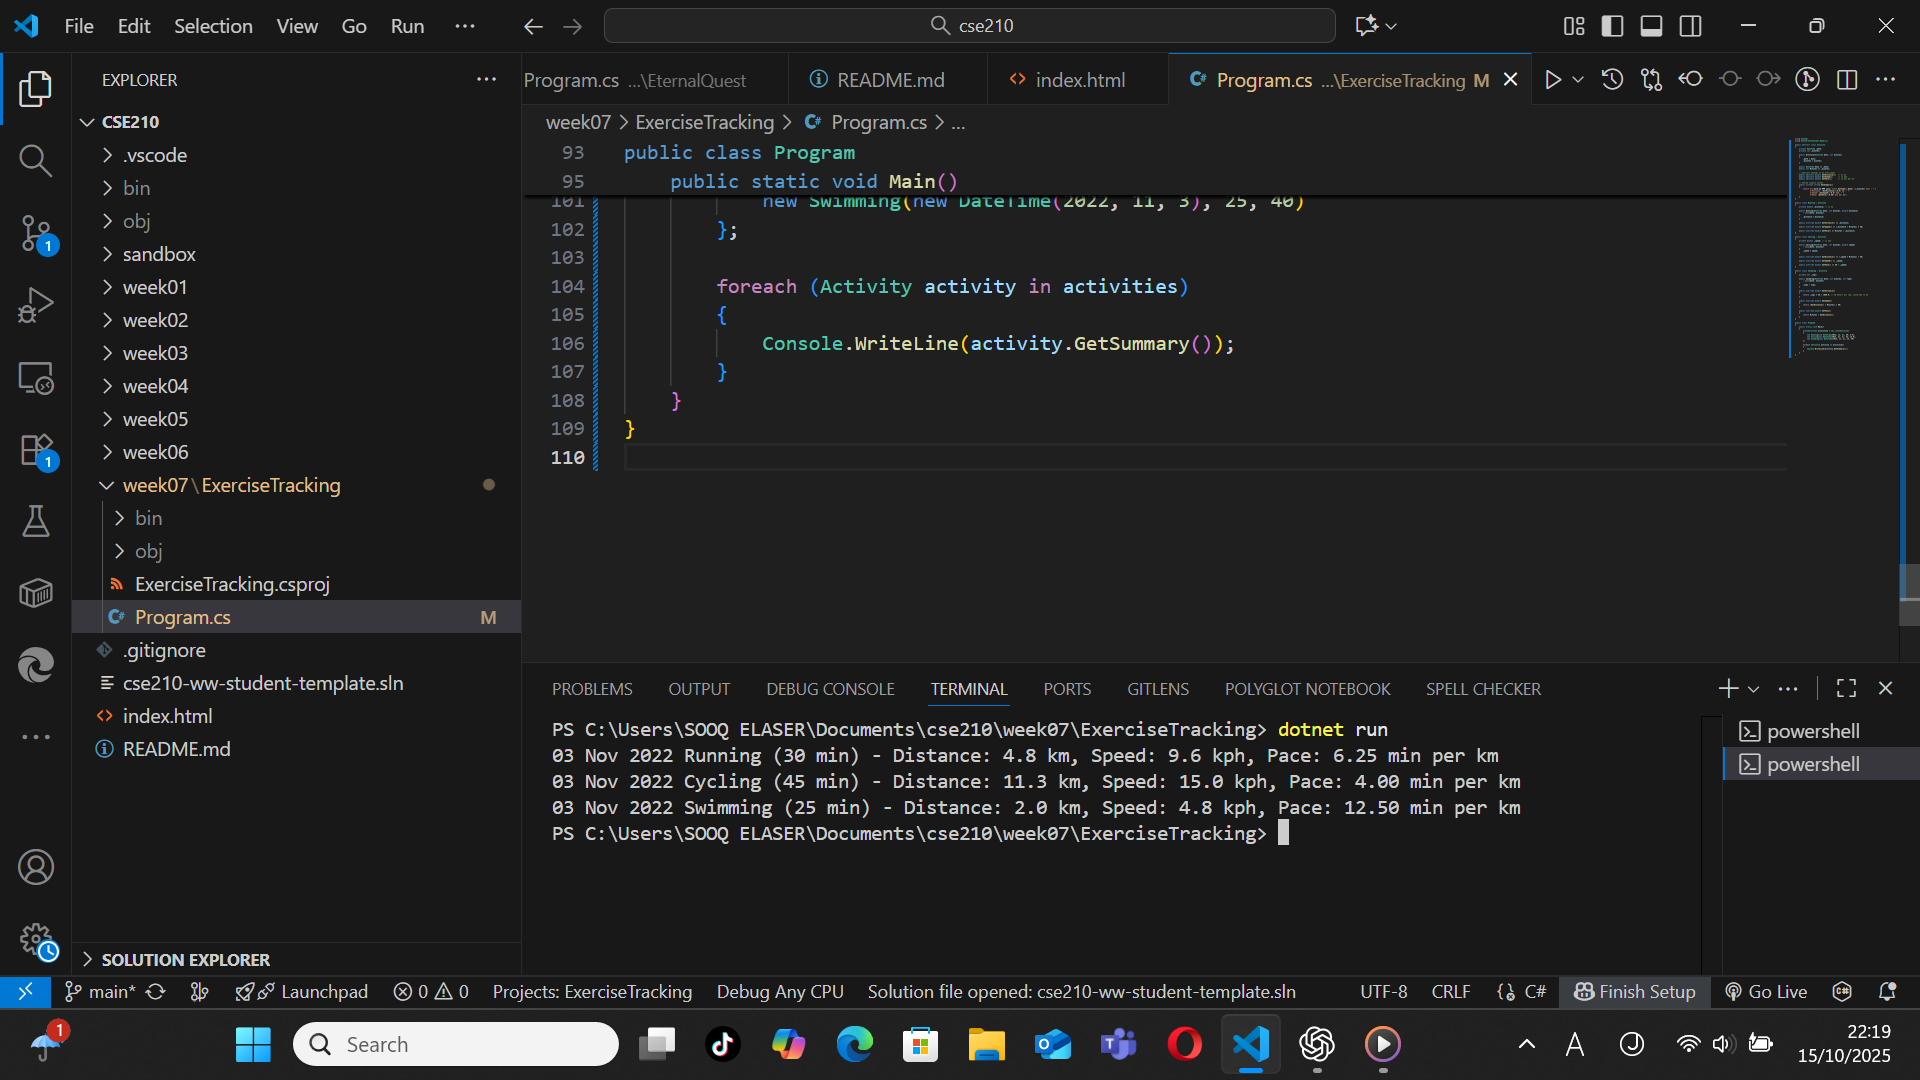 File Edit Selection View Go Run ···
cse210
EXPLORER
CSE210
.vscode
bin
obj
sandbox
week01
week02
week03
week04
week05
week06
week07\ExerciseTracking
bin
obj
ExerciseTracking.csproj
Program.cs M
.gitignore
cse210-ww-student-template.sln
index.html
README.md
SOLUTION EXPLORER
1
1
Program.cs ...\EternalQuest README.md index.html Program.cs ...\ExerciseTracking M
week07 > ExerciseTracking > Program.cs > ...
93 public class Program
95 public static void Main()
101 new Swimming(new DateTime(2022, 11, 3), 25, 40)
102 };
103
104 foreach (Activity activity in activities)
105 {
106 Console.WriteLine(activity.GetSummary());
107 }
108 }
109 }
110
PROBLEMS OUTPUT DEBUG CONSOLE TERMINAL PORTS GITLENS POLYGLOT NOTEBOOK SPELL CHECKER
PS C:\Users\SOOQ ELASER\Documents\cse210\week07\ExerciseTracking> dotnet run
03 Nov 2022 Running (30 min) - Distance: 4.8 km, Speed: 9.6 kph, Pace: 6.25 min per km
03 Nov 2022 Cycling (45 min) - Distance: 11.3 km, Speed: 15.0 kph, Pace: 4.00 min per km
03 Nov 2022 Swimming (25 min) - Distance: 2.0 km, Speed: 4.8 kph, Pace: 12.50 min per km
PS C:\Users\SOOQ ELASER\Documents\cse210\week07\ExerciseTracking>
powershell
powershell
main* Launchpad 0 0 Projects: ExerciseTracking Debug Any CPU Solution file opened: cse210-ww-student-template.sln UTF-8 CRLF {} C# Finish Setup Go Live
1
Search
A
22:19
15/10/2025